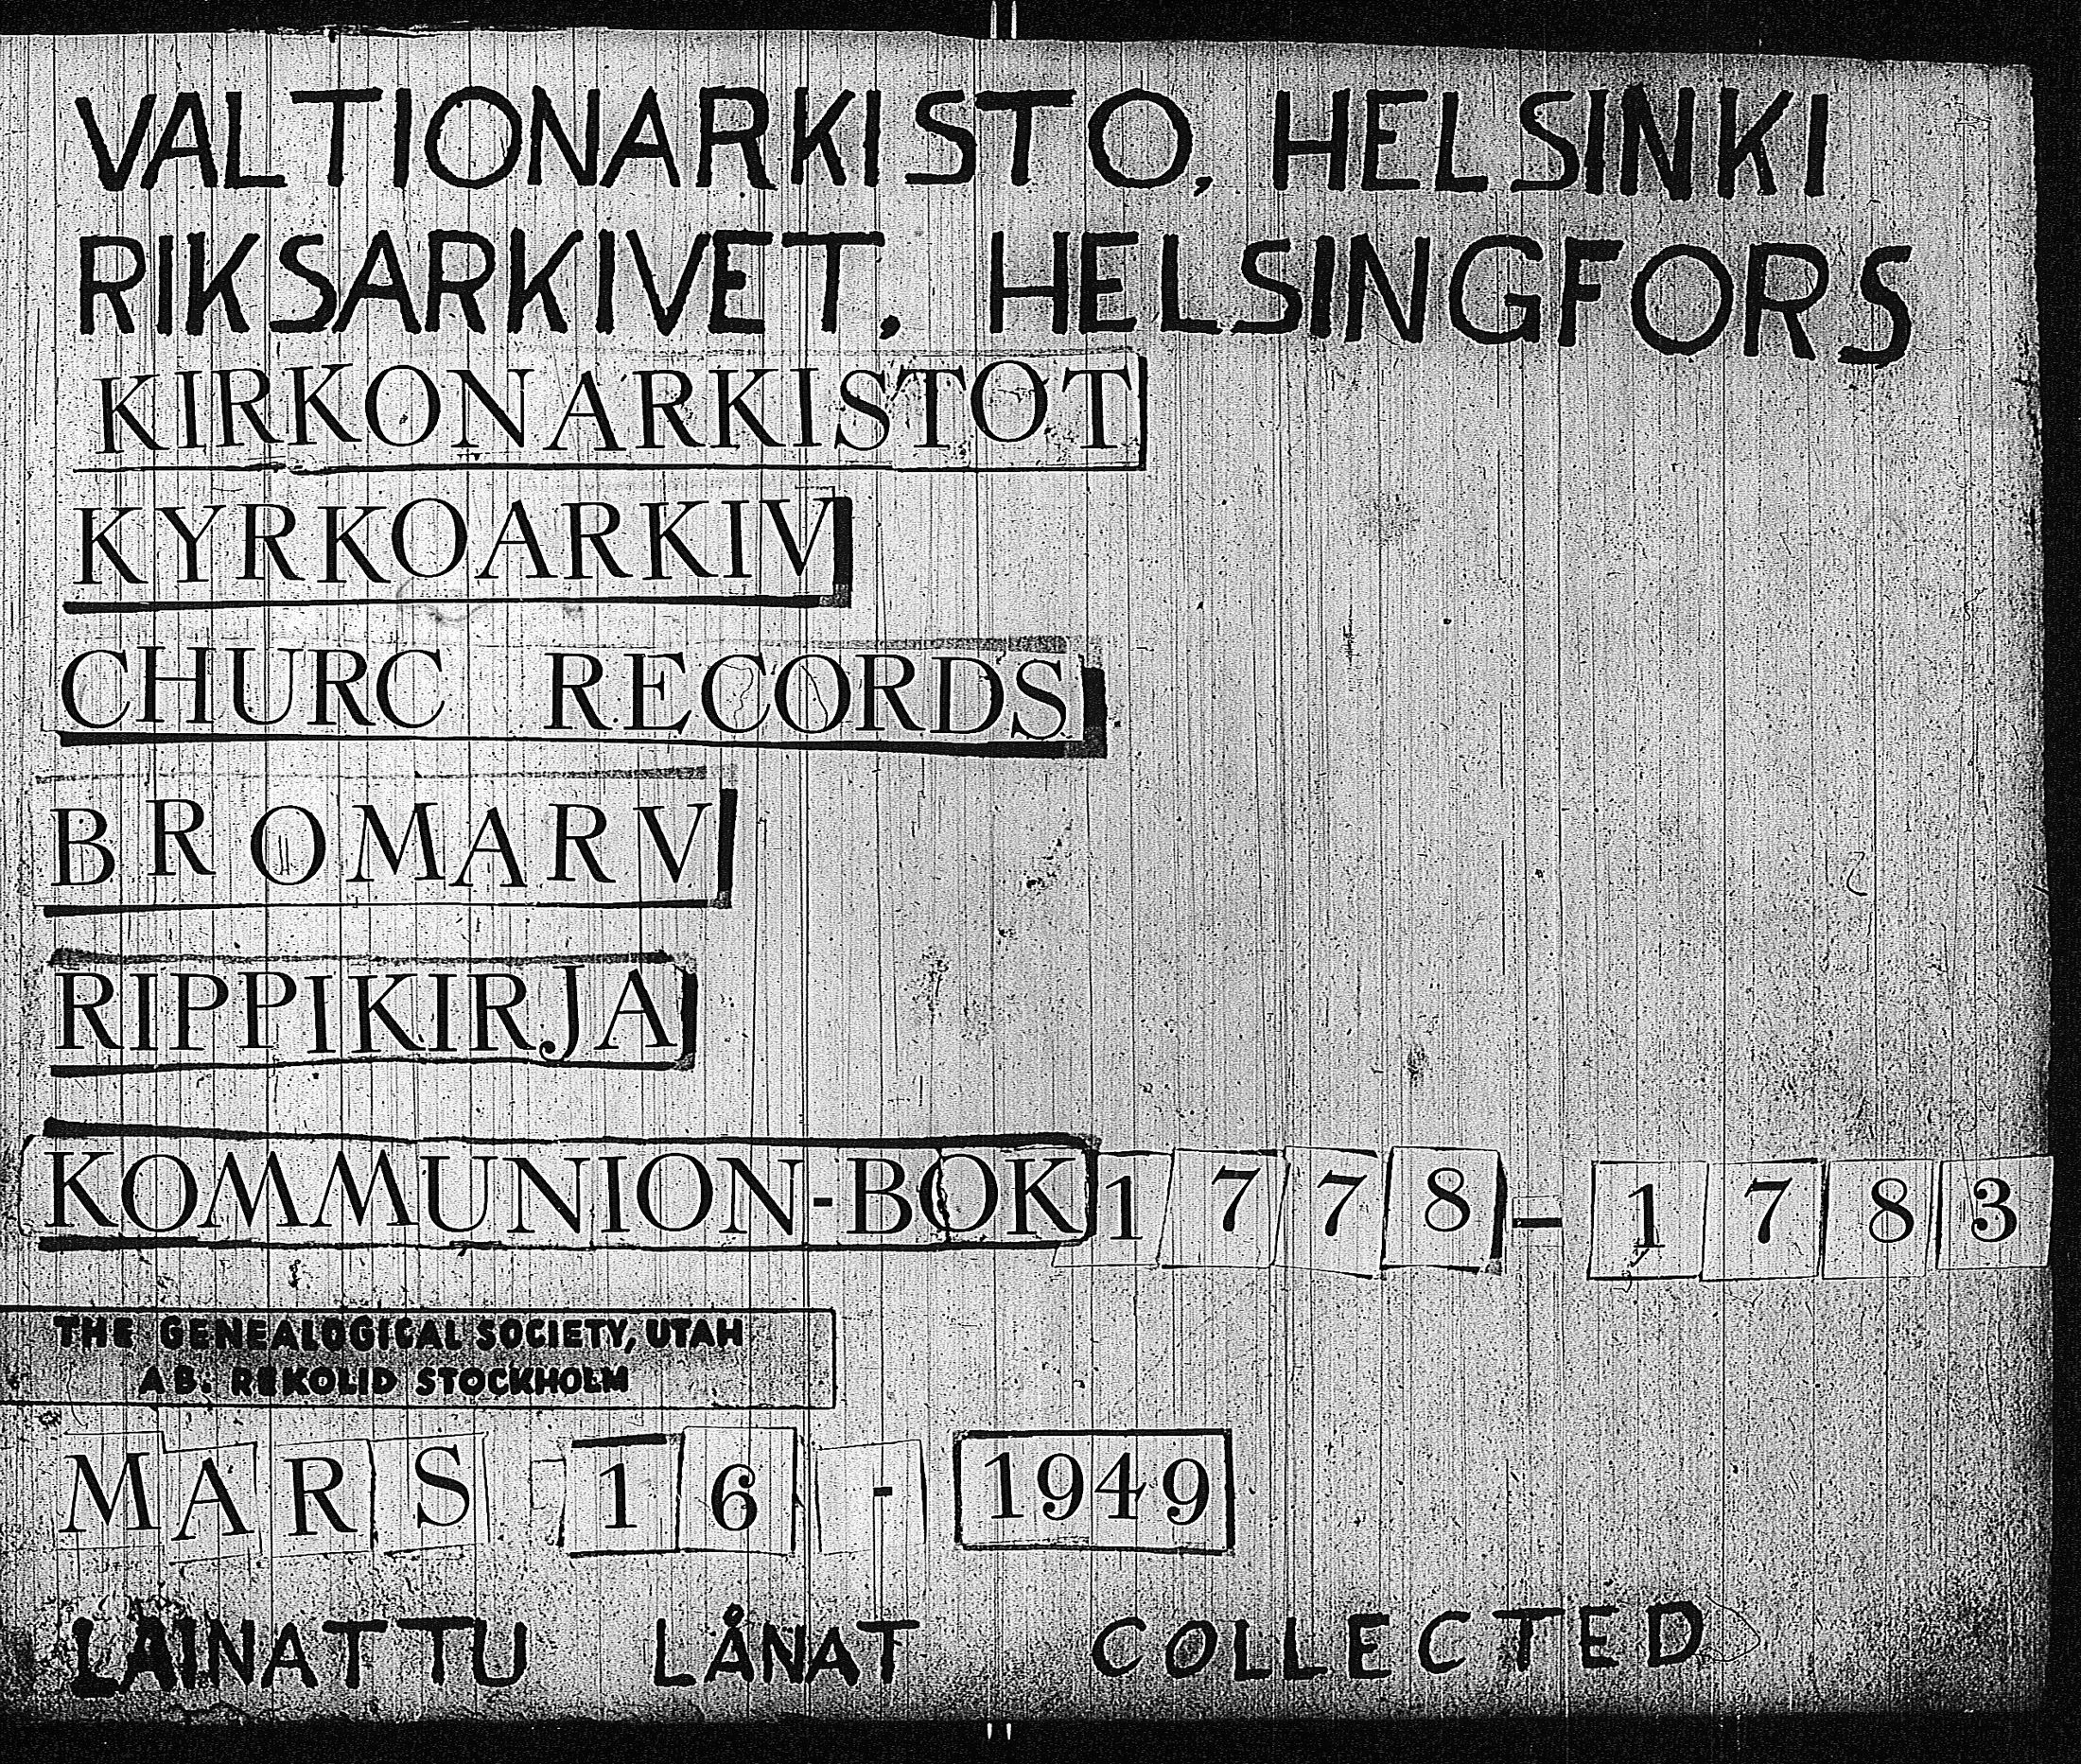 VALTIONARKISTO, HELSINKI
RIKSARKIVET, HELSINGFORS
KIRKONARKISTOT
KYRKOARKIV
CHURC RECORDS
BROMARV
RIPPIKIRJA
KOMMUNION-BOK 1778-1783
THE GENEALOGICAL SOCIETY, UTAH
AB. REKOLID STOCKHOLM
MARS 16 - 1949
LAINATTU LÅNAT COLLECTED